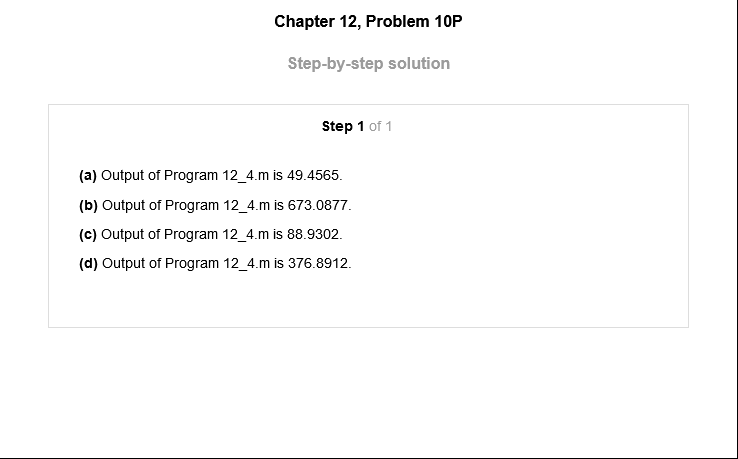 Chapter 12, Problem 10P
Step-by-step solution
Step 1 of 1
(a) Output of Program 12_4.m is 49.4565.
(b) Output of Program 12_4.m is 673.0877.
(c) Output of Program 12_4.m is 88.9302.
(d) Output of Program 12_4.m is 376.8912.